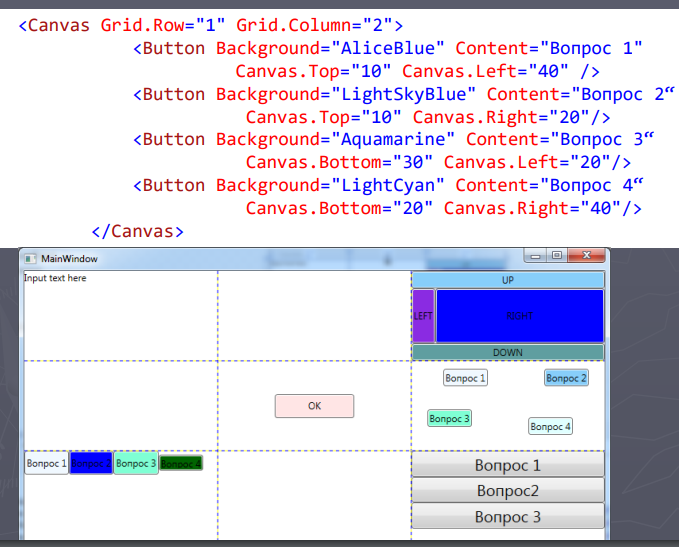 <Canvas Grid.Row="1" Grid.Column="2">
<Button Background="AliceBlue" Content="Вопрос 1"
Canvas.Top="10" Canvas.Left="40" />
<Button Background="LightSkyBlue" Content="Вопрос 2“
Canvas.Top="10" Canvas.Right="20"/>
<Button Background="Aquamarine" Content="Вопрос 3“
Canvas.Bottom="30" Canvas.Left="20"/>
<Button Background="LightCyan" Content="Вопрос 4“
Canvas.Bottom="20" Canvas.Right="40"/>
</Canvas>
MainWindow
Input text here
UP
LEFT
RIGHT
DOWN
Вопрос 1
Вопрос 2
OK
Вопрос 3
Вопрос 4
Вопрос 1
Вопрос 2
Вопрос 3
Вопрос 4
Вопрос 1
Вопрос2
Вопрос 3